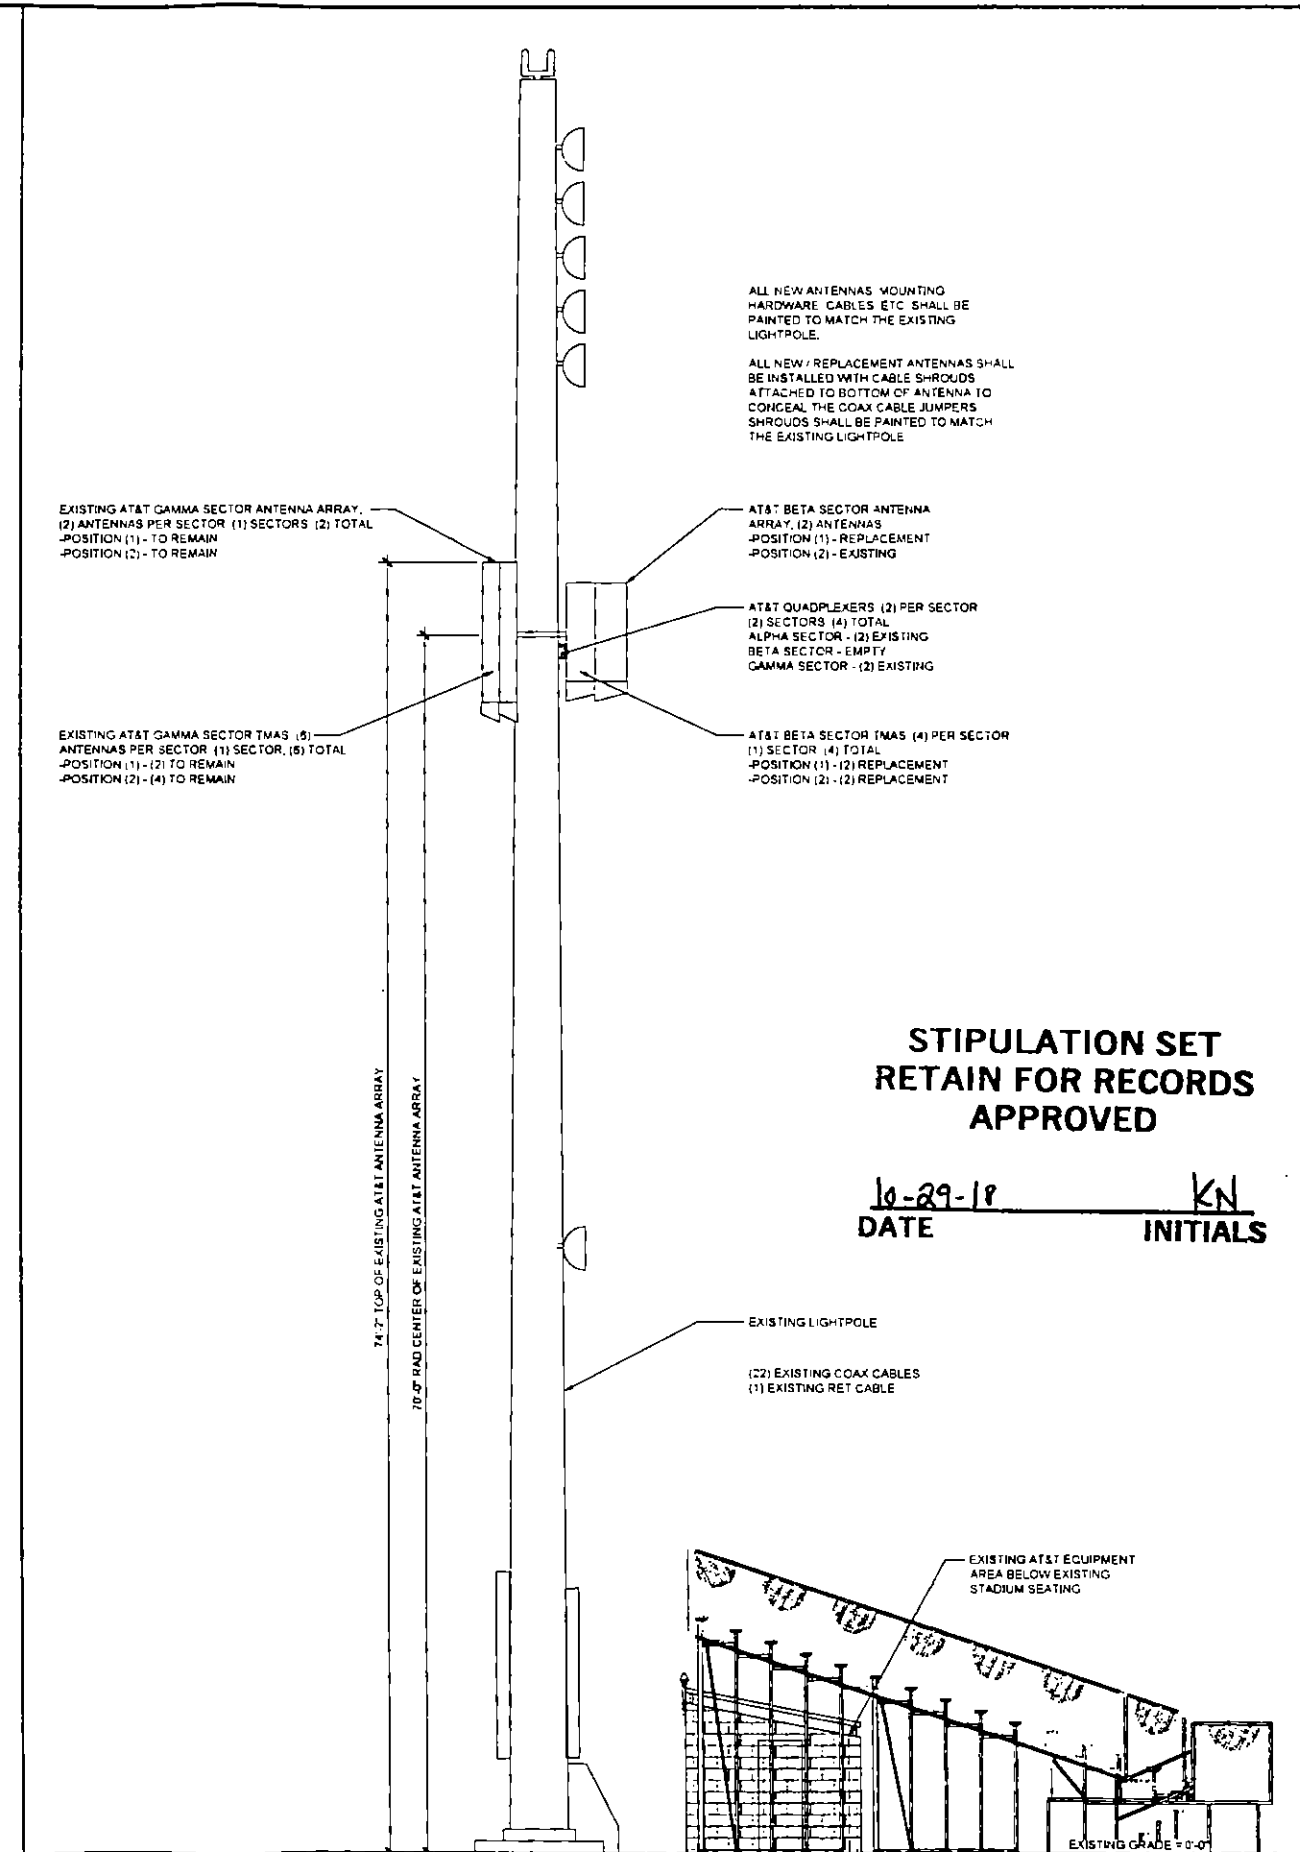 ALL NEW ANTENNAS MOUNTING
HARDWARE CABLES ETC SHALL BE
PAINTED TO MATCH THE EXISTING
LIGHTPOLE.
ALL NEW / REPLACEMENT ANTENNAS SHALL
BE INSTALLED WITH CABLE SHROUDS
ATTACHED TO BOTTOM OF ANTENNA TO
CONCEAL THE COAX CABLE JUMPERS
SHROUDS SHALL BE PAINTED TO MATCH
THE EXISTING LIGHTPOLE
EXISTING AT&T GAMMA SECTOR ANTENNA ARRAY,
(2) ANTENNAS PER SECTOR (1) SECTORS (2) TOTAL
-POSITION (1) - TO REMAIN
-POSITION (2) - TO REMAIN
AT&T BETA SECTOR ANTENNA
ARRAY, (2) ANTENNAS
-POSITION (1) - REPLACEMENT
-POSITION (2) - EXISTING
AT&T QUADPLEXERS (2) PER SECTOR
(2) SECTORS (4) TOTAL
ALPHA SECTOR - (2) EXISTING
BETA SECTOR - EMPTY
GAMMA SECTOR - (2) EXISTING
EXISTING AT&T GAMMA SECTOR TMAS (6)
ANTENNAS PER SECTOR (1) SECTOR, (6) TOTAL
-POSITION (1) - (2) TO REMAIN
-POSITION (2) - (4) TO REMAIN
AT&T BETA SECTOR TMAS (4) PER SECTOR
(1) SECTOR (4) TOTAL
-POSITION (1) - (2) REPLACEMENT
-POSITION (2) - (2) REPLACEMENT
74'-2" TOP OF EXISTING AT&T ANTENNA ARRAY
70'-0" RAD CENTER OF EXISTING AT&T ANTENNA ARRAY
STIPULATION SET
RETAIN FOR RECORDS
APPROVED
10-29-18 KN
DATE INITIALS
EXISTING LIGHTPOLE
(22) EXISTING COAX CABLES
(1) EXISTING RET CABLE
EXISTING AT&T EQUIPMENT
AREA BELOW EXISTING
STADIUM SEATING
EXISTING GRADE = 0'-0"